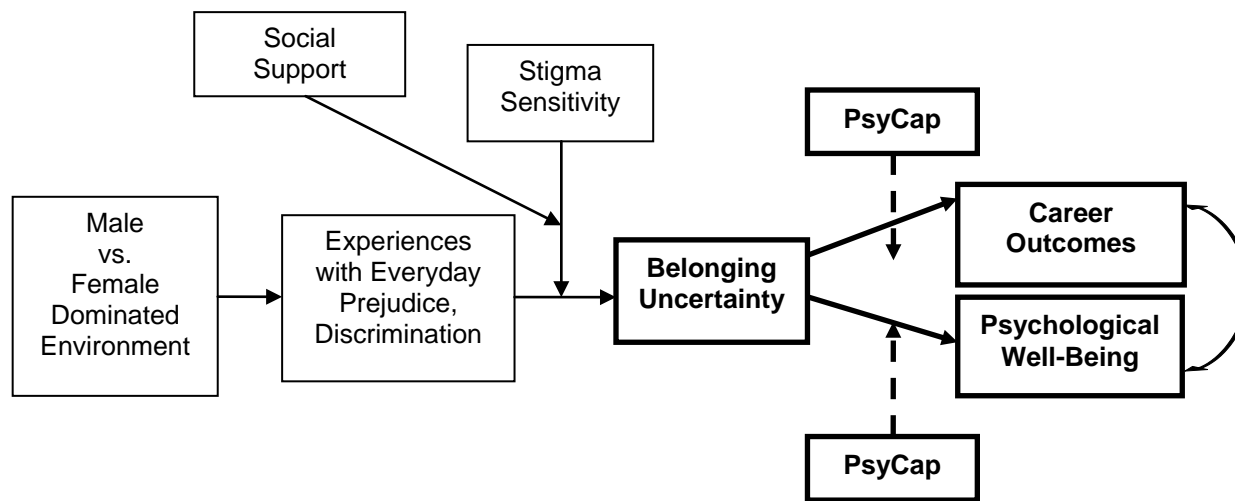 Social
Support
Stigma
Sensitivity
PsyCap
Male
vs.
Female
Dominated
Environment
Experiences
with Everyday
Prejudice,
Discrimination
Belonging
Uncertainty
Career
Outcomes
Psychological
Well-Being
PsyCap